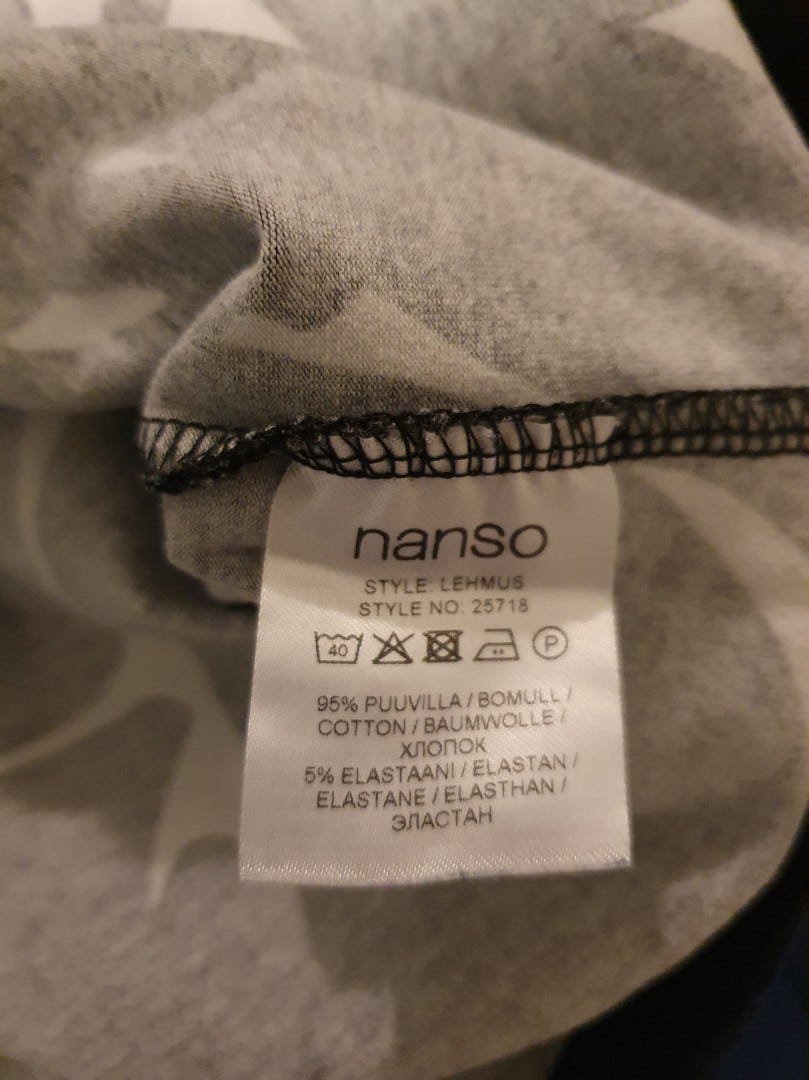 nanso
STYLE: LEHMUS
STYLE NO: 25718
40 P
95% PUUVILLA / BOMULL /
COTTON / BAUMWOLLE /
ХЛОПОК
5% ELASTAANI / ELASTAN /
ELASTANE / ELASTHAN /
ЭЛАСТАН